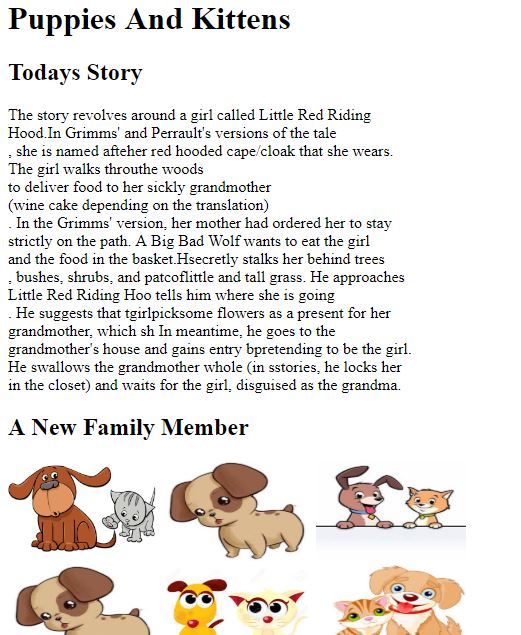 Puppies And Kittens
Todays Story
The story revolves around a girl called Little Red Riding
Hood.In Grimms' and Perrault's versions of the tale
, she is named afteher red hooded cape/cloak that she wears.
The girl walks throuthe woods
to deliver food to her sickly grandmother
(wine cake depending on the translation)
. In the Grimms' version, her mother had ordered her to stay
strictly on the path. A Big Bad Wolf wants to eat the girl
and the food in the basket.Hsecretly stalks her behind trees
, bushes, shrubs, and patcoflittle and tall grass. He approaches
Little Red Riding Hoo tells him where she is going
. He suggests that tgirlpicksome flowers as a present for her
grandmother, which sh In meantime, he goes to the
grandmother's house and gains entry bpretending to be the girl.
He swallows the grandmother whole (in sstories, he locks her
in the closet) and waits for the girl, disguised as the grandma.
A New Family Member